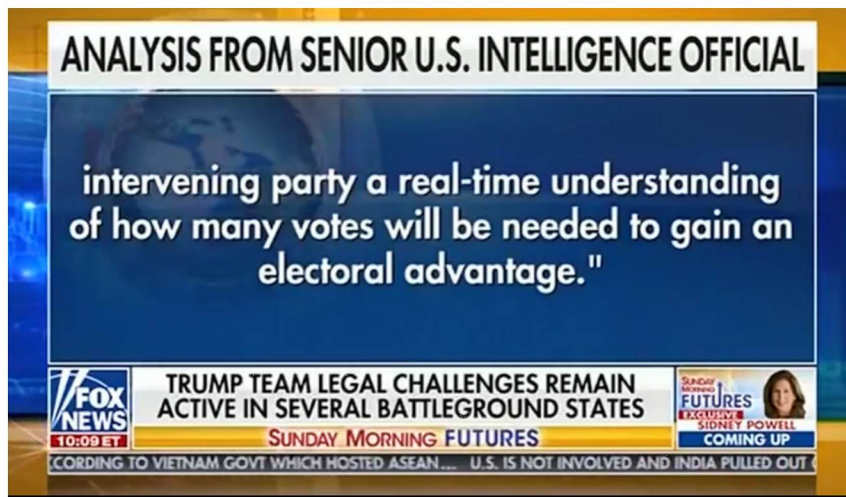 ANALYSIS FROM SENIOR U.S. INTELLIGENCE OFFICIAL
intervening party a real-time understanding
of how many votes will be needed to gain an
electoral advantage."
FOX
NEWS
10:09 ET
TRUMP TEAM LEGAL CHALLENGES REMAIN
ACTIVE IN SEVERAL BATTLEGROUND STATES
SUNDAY MORNING FUTURES
SUNDAY
MORNING
FUTURES
EXCLUSIVE
SIDNEY POWELL
COMING UP
CORDING TO VIETNAM GOVT WHICH HOSTED ASEAN... U.S. IS NOT INVOLVED AND INDIA PULLED OUT